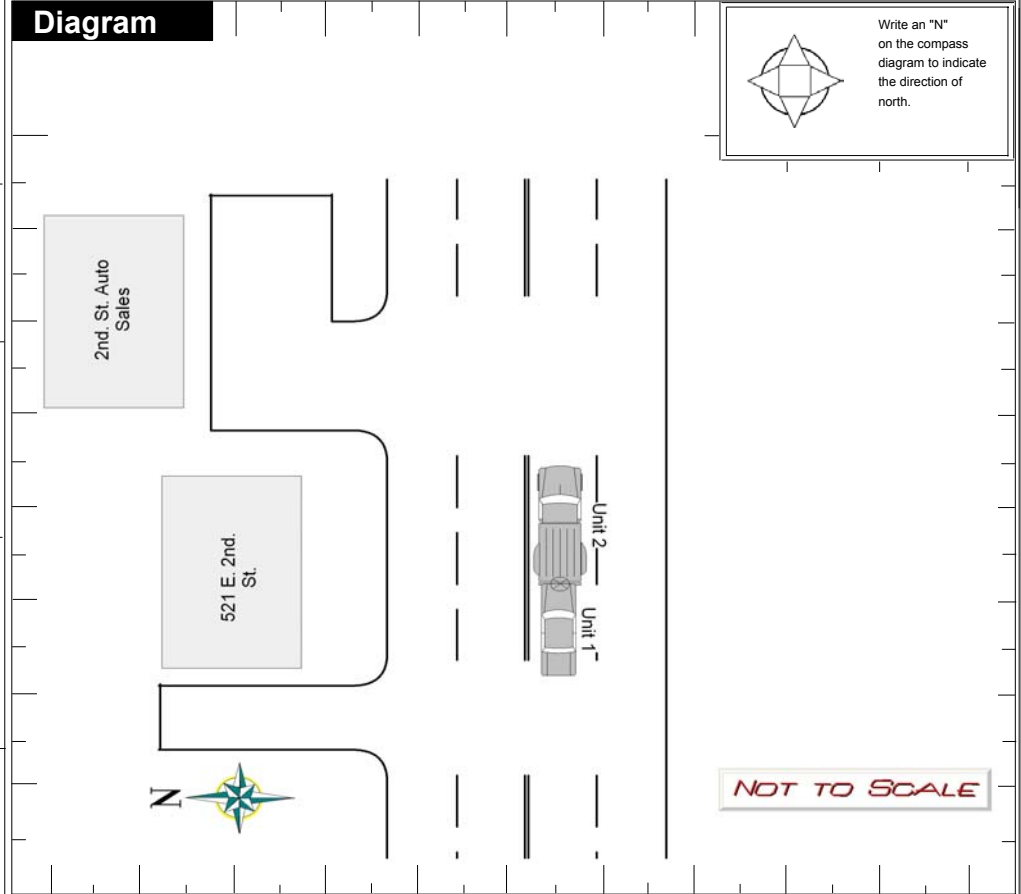 Diagram
Write an "N"
on the compass
diagram to indicate
the direction of
north.
2nd. St. Auto
Sales
Unit 2
521 E. 2nd.
St.
Unit 1
N
NOT TO SCALE